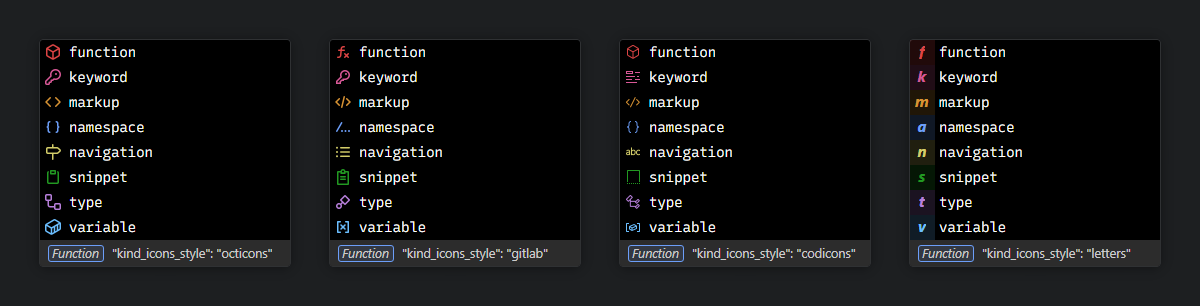 function
keyword
markup
namespace
navigation
snippet
type
variable
Function "kind_icons_style": "octicons"
fx function
keyword
</> markup
/... namespace
navigation
snippet
type
[x] variable
Function "kind_icons_style": "gitlab"
function
keyword
</> markup
{} namespace
abc navigation
snippet
type
variable
Function "kind_icons_style": "codicons"
f function
k keyword
m markup
a namespace
n navigation
s snippet
t type
v variable
Function "kind_icons_style": "letters"